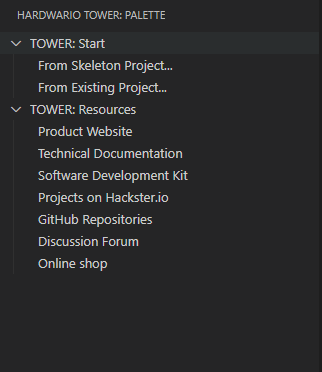 HARDWARIO TOWER: PALETTE
TOWER: Start
From Skeleton Project...
From Existing Project...
TOWER: Resources
Product Website
Technical Documentation
Software Development Kit
Projects on Hackster.io
GitHub Repositories
Discussion Forum
Online shop